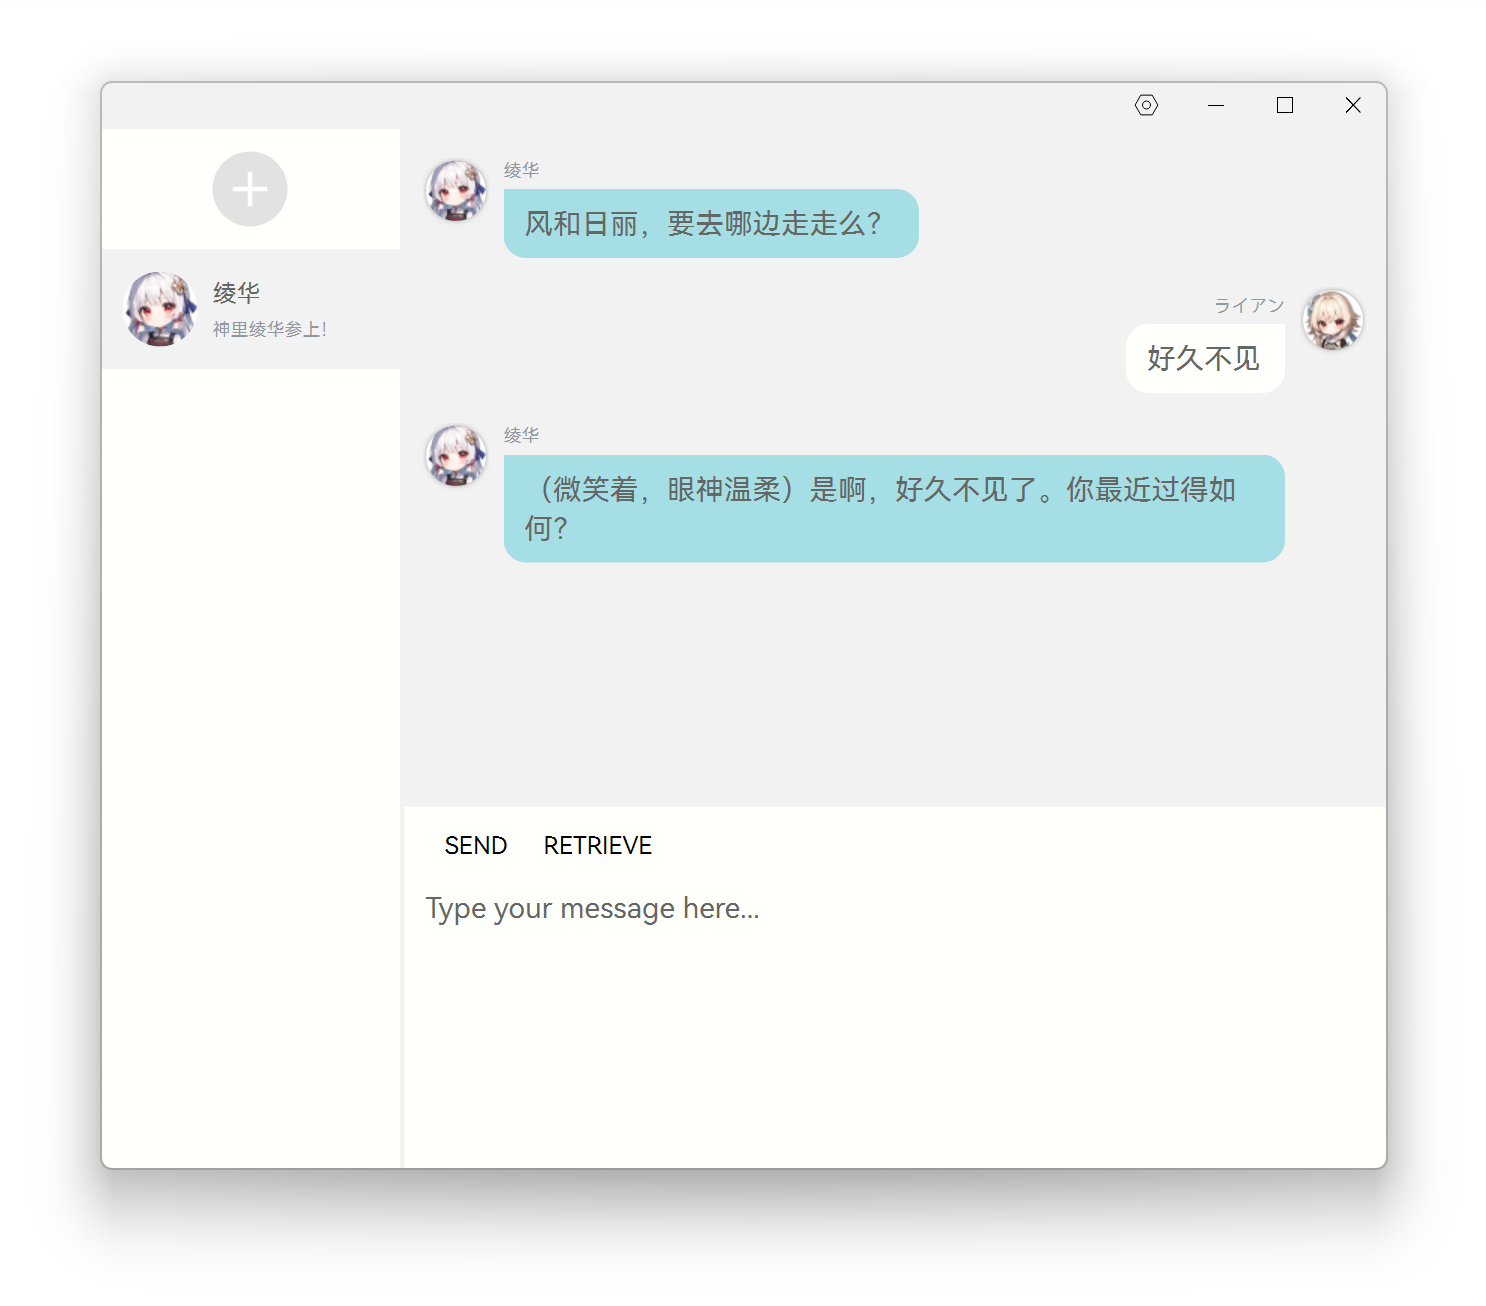 绫华
神里绫华参上!
绫华
风和日丽，要去哪边走走么？
ライアン
好久不见
绫华
（微笑着，眼神温柔）是啊，好久不见了。你最近过得如
何？
SEND RETRIEVE
Type your message here...